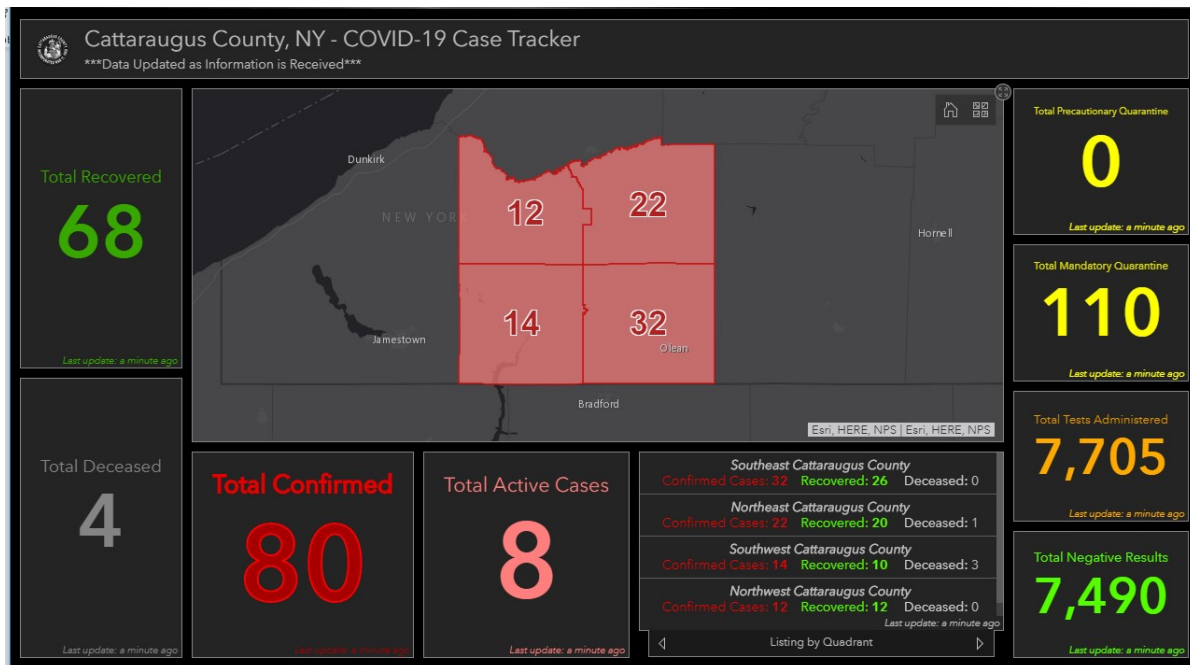 Cattaraugus County, NY - COVID-19 Case Tracker
***Data Updated as Information is Received***
Total Recovered
68
Last update: a minute ago
Total Deceased
4
Last update: a minute ago
Dunkirk
NEW YORK
Hornell
Jamestown
Olean
Bradford
12
22
14
32
Esri, HERE, NPS | Esri, HERE, NPS
Total Confirmed
80
Last update: a minute ago
Total Active Cases
8
Last update: a minute ago
Southeast Cattaraugus County
Confirmed Cases: 32 Recovered: 26 Deceased: 0
Northeast Cattaraugus County
Confirmed Cases: 22 Recovered: 20 Deceased: 1
Southwest Cattaraugus County
Confirmed Cases: 14 Recovered: 10 Deceased: 3
Northwest Cattaraugus County
Confirmed Cases: 12 Recovered: 12 Deceased: 0
Last update: a minute ago
Listing by Quadrant
Total Precautionary Quarantine
0
Last update: a minute ago
Total Mandatory Quarantine
110
Last update: a minute ago
Total Tests Administered
7,705
Last update: a minute ago
Total Negative Results
7,490
Last update: a minute ago